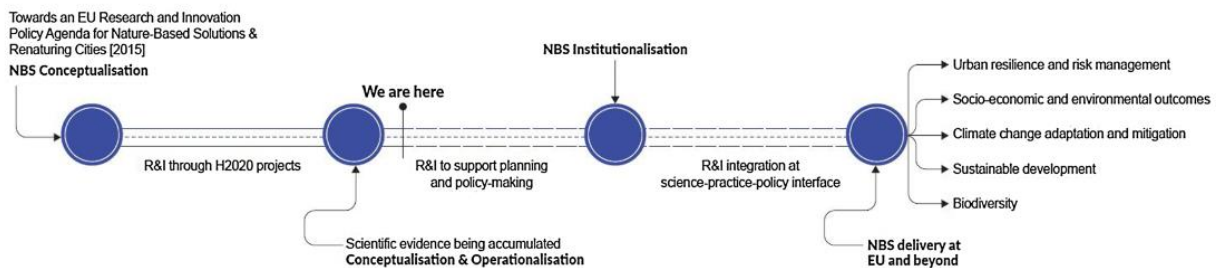 Towards an EU Research and Innovation
Policy Agenda for Nature-Based Solutions &
Renaturing Cities [2015]
NBS Conceptualisation
We are here
NBS Institutionalisation
Urban resilience and risk management
Socio-economic and environmental outcomes
Climate change adaptation and mitigation
Sustainable development
Biodiversity
R&I through H2020 projects
R&I to support planning
and policy-making
R&I integration at
science-practice-policy interface
Scientific evidence being accumulated
Conceptualisation & Operationalisation
NBS delivery at
EU and beyond